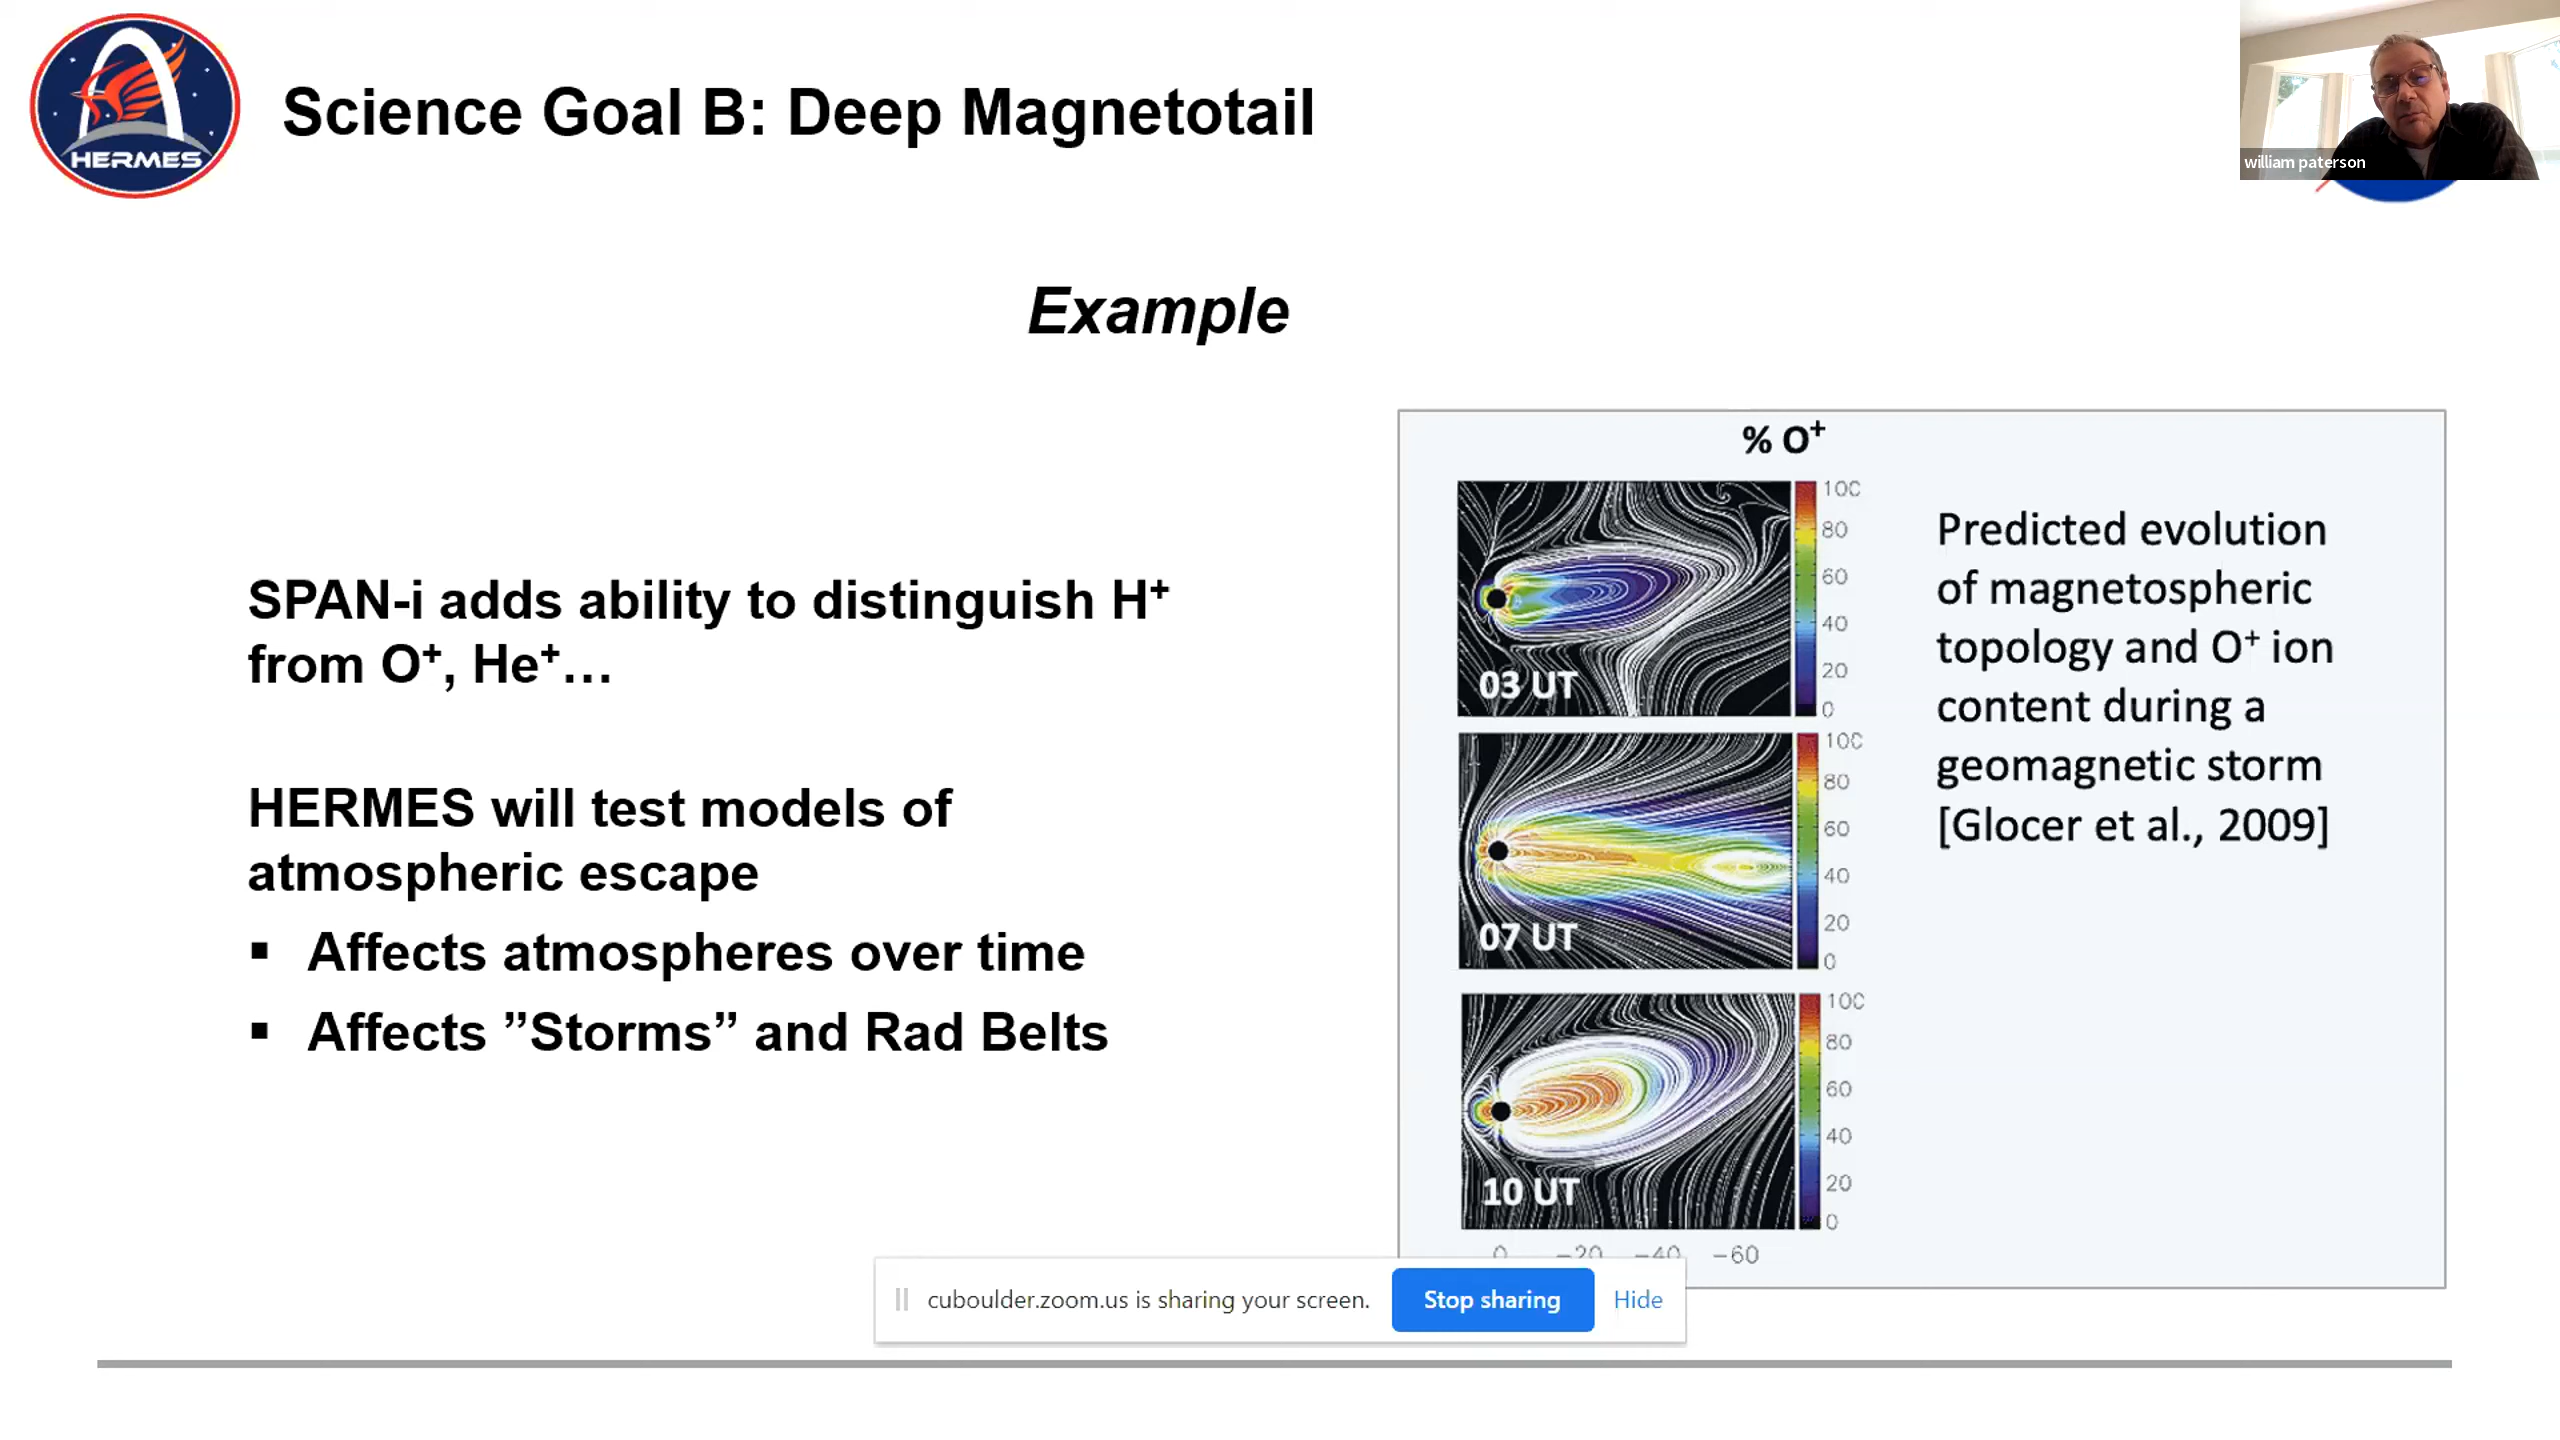 HERMES
Science Goal B: Deep Magnetotail
william paterson
Example
SPAN-i adds ability to distinguish H⁺
from O⁺, He⁺…
HERMES will test models of
atmospheric escape
▪ Affects atmospheres over time
▪ Affects ”Storms” and Rad Belts
% O⁺
100
80
60
40
20
0
03 UT
100
80
60
40
20
0
07 UT
100
80
60
40
20
0
10 UT
0 −20 −40 −60
Predicted evolution
of magnetospheric
topology and O⁺ ion
content during a
geomagnetic storm
[Glocer et al., 2009]
cuboulder.zoom.us is sharing your screen. Stop sharing Hide